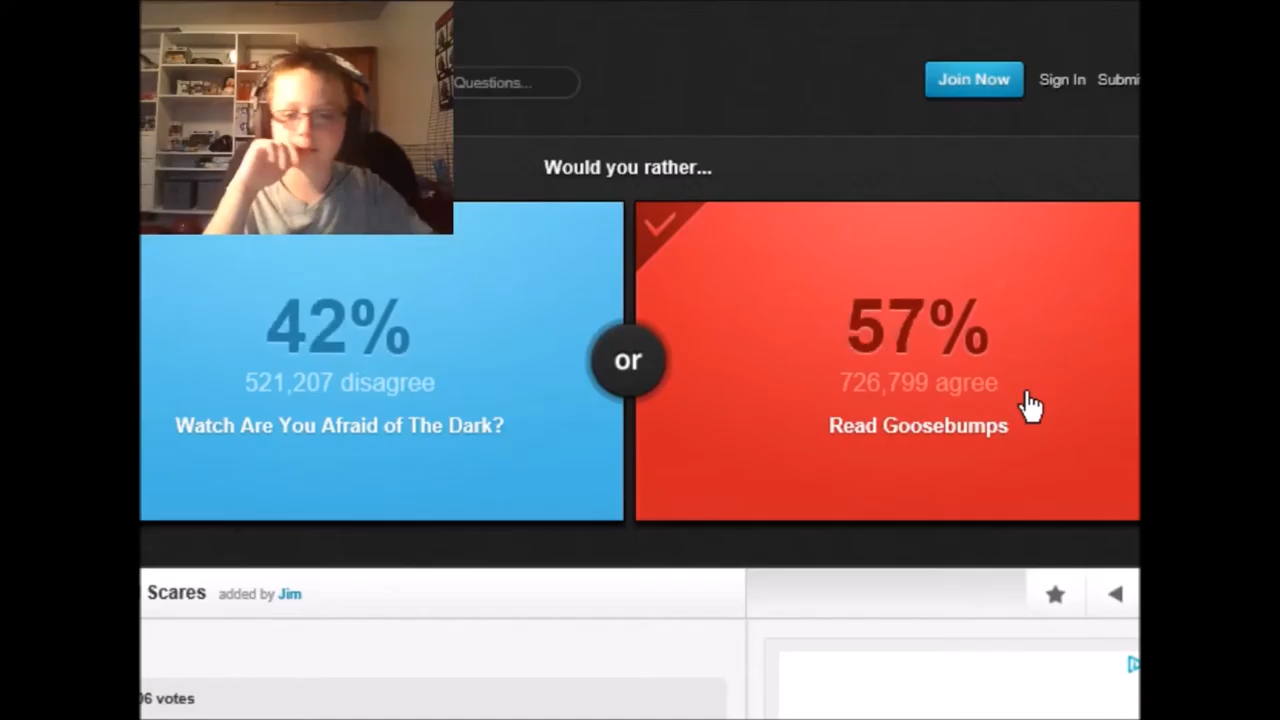 Questions...
Join Now
Sign In
Submi
Would you rather...
42%
521,207 disagree
Watch Are You Afraid of The Dark?
or
57%
726,799 agree
Read Goosebumps
Scares added by Jim
06 votes